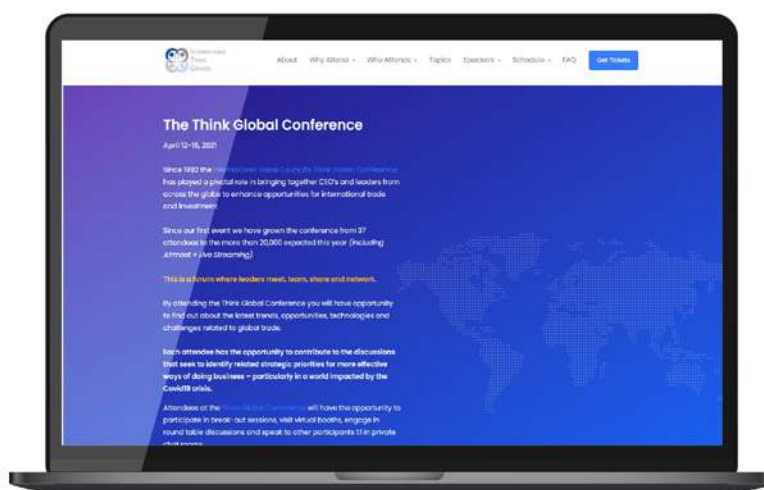 Think
Global
About Why Attend Who Attends Topics Speakers Schedule FAQ Get Tickets
The Think Global Conference
April 12-16, 2021
Since 1982 the International Trade Council's Think Global Conference
has played a pivotal role in bringing together CEO's and leaders from
across the globe to enhance opportunities for international trade
and investment.
Since our first event we have grown the conference from 37
attendees to the more than 20,000 expected this year (including
Airmeet + Live Streaming)
This is a forum where leaders meet, learn, share and network.
By attending the Think Global Conference you will have opportunity
to find out about the latest trends, opportunities, technologies and
challenges related to global trade.
Each attendee has the opportunity to contribute to the discussions
that seek to identify related strategic priorities for more effective
ways of doing business – particularly in a world impacted by the
Covid19 crisis.
Attendees at the Think Global Conference will have the opportunity to
participate in break-out sessions, visit virtual booths, engage in
round table discussions and speak to other participants 1:1 in private
chat rooms.